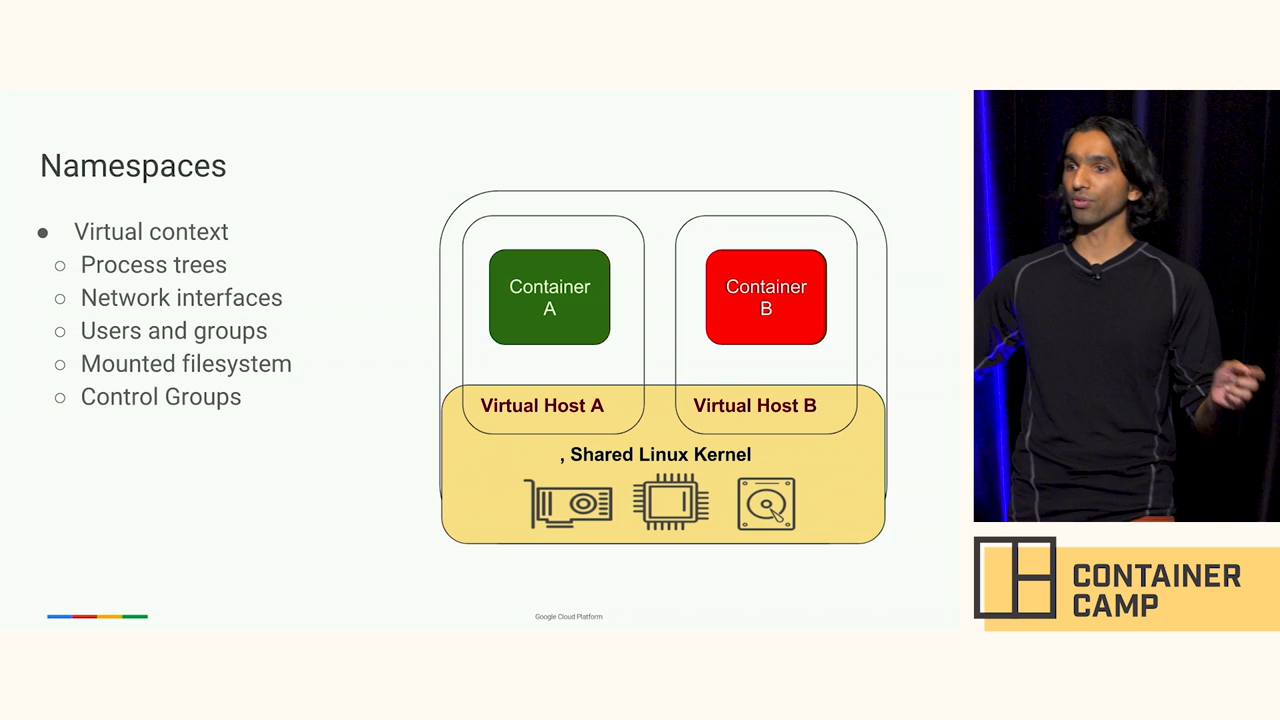 Namespaces
● Virtual context
○ Process trees
○ Network interfaces
○ Users and groups
○ Mounted filesystem
○ Control Groups
Container
A
Container
B
Virtual Host A
Virtual Host B
, Shared Linux Kernel
Google Cloud Platform
CONTAINER
CAMP